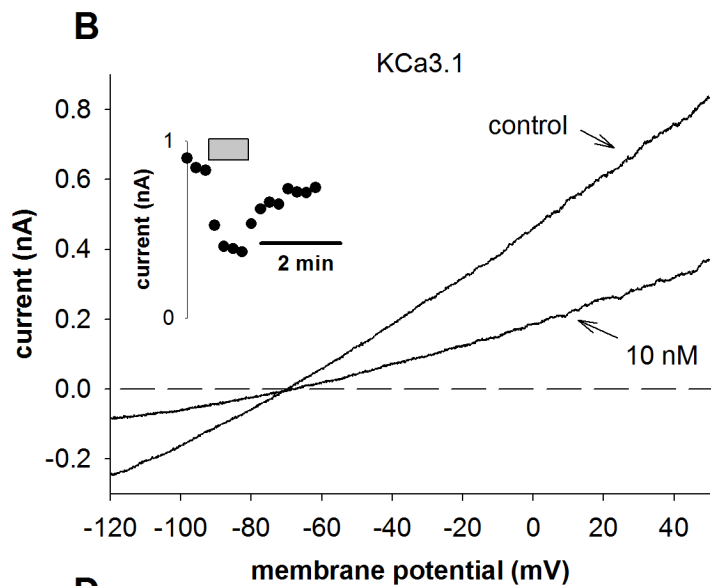 B
KCa3.1
0.8
0.6
0.4
0.2
0.0
-0.2
current (nA)
control
10 nM
1
0
current (nA)
2 min
-120 -100 -80 -60 -40 -20 0 20 40
membrane potential (mV)